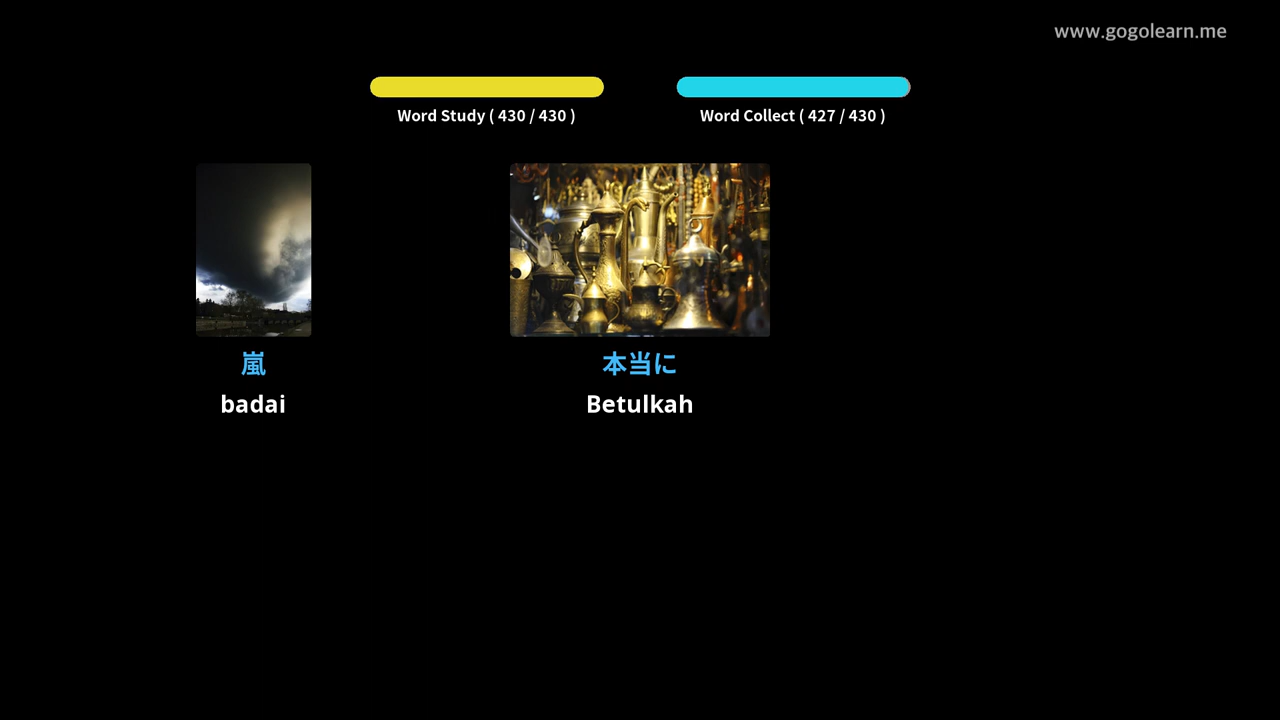 www.gogolearn.me
Word Study ( 430 / 430 )
Word Collect ( 427 / 430 )
嵐
badai
本当に
Betulkah